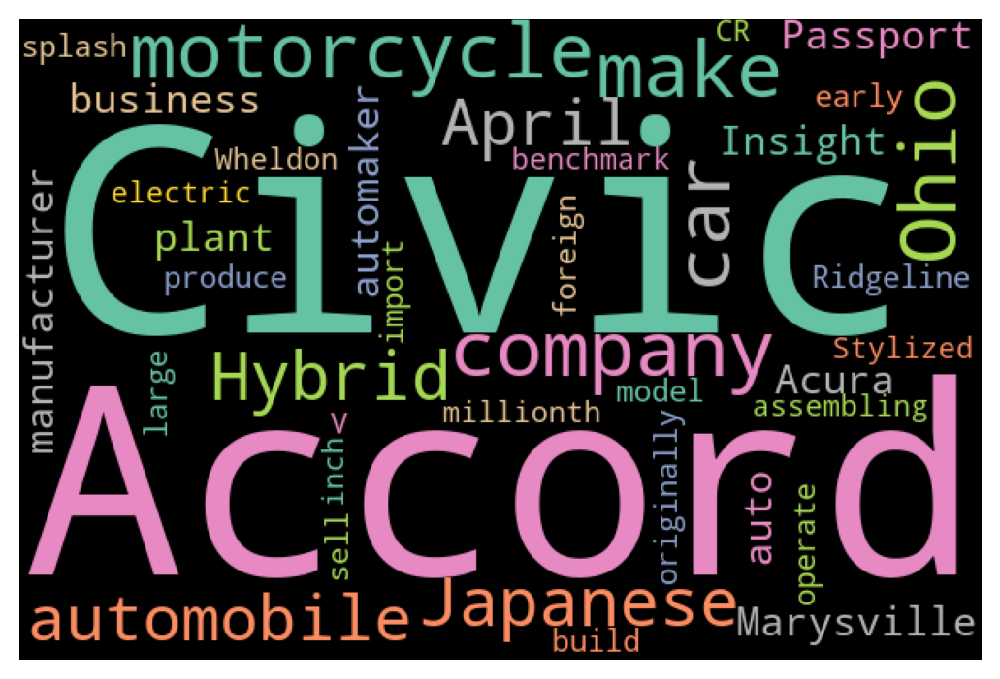 splash
motorcycle
make
CR
Passport
business
April
early
Ohio
Wheldon
automaker
benchmark
Insight
electric
Civic
car
manufacturer
plant
produce
import
foreign
Ridgeline
large
Hybrid
company
Stylized
Acura
model
millionth
assembling
Accord
<
inch
sell
originally
auto
operate
automobile
Japanese
build
Marysville